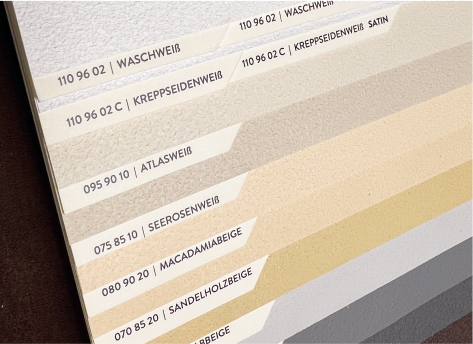 110 96 02 | WASCHWEIß
110 96 02 | WASCHWEIß
110 96 02 C | KREPPSEIDENWEIß
110 96 02 C | KREPPSEIDENWEIß SATIN
095 90 10 | ATLASWEIß
075 85 10 | SEEROSENWEIß
080 90 20 | MACADAMIABEIGE
070 85 20 | SANDELHOLZBEIGE